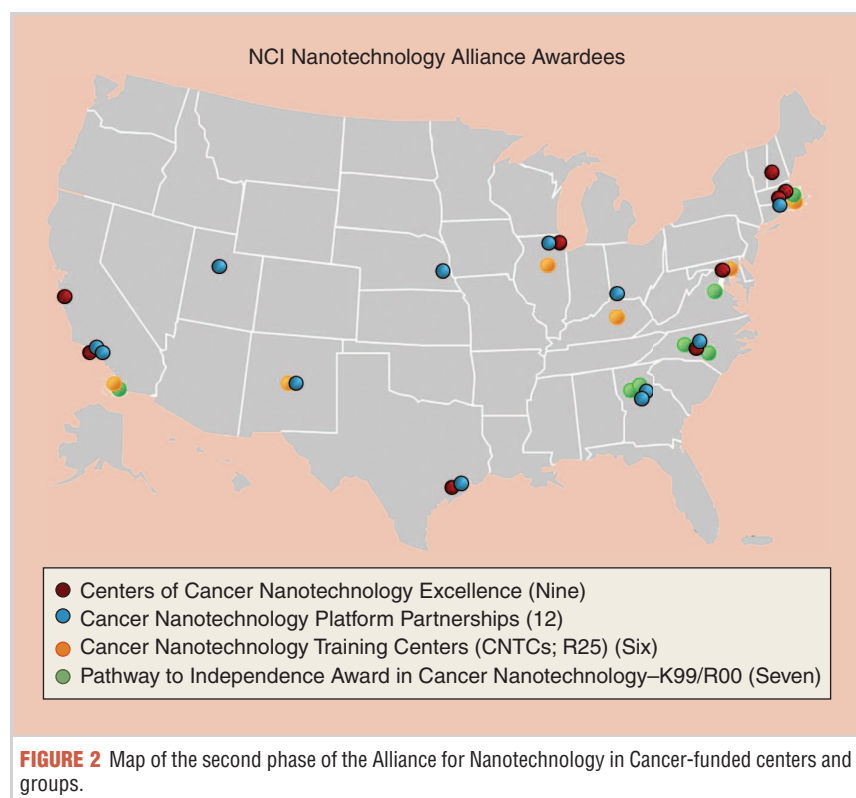 NCI Nanotechnology Alliance Awardees
Centers of Cancer Nanotechnology Excellence (Nine)
Cancer Nanotechnology Platform Partnerships (12)
Cancer Nanotechnology Training Centers (CNTCs; R25) (Six)
Pathway to Independence Award in Cancer Nanotechnology–K99/R00 (Seven)
FIGURE 2 Map of the second phase of the Alliance for Nanotechnology in Cancer-funded centers and
groups.